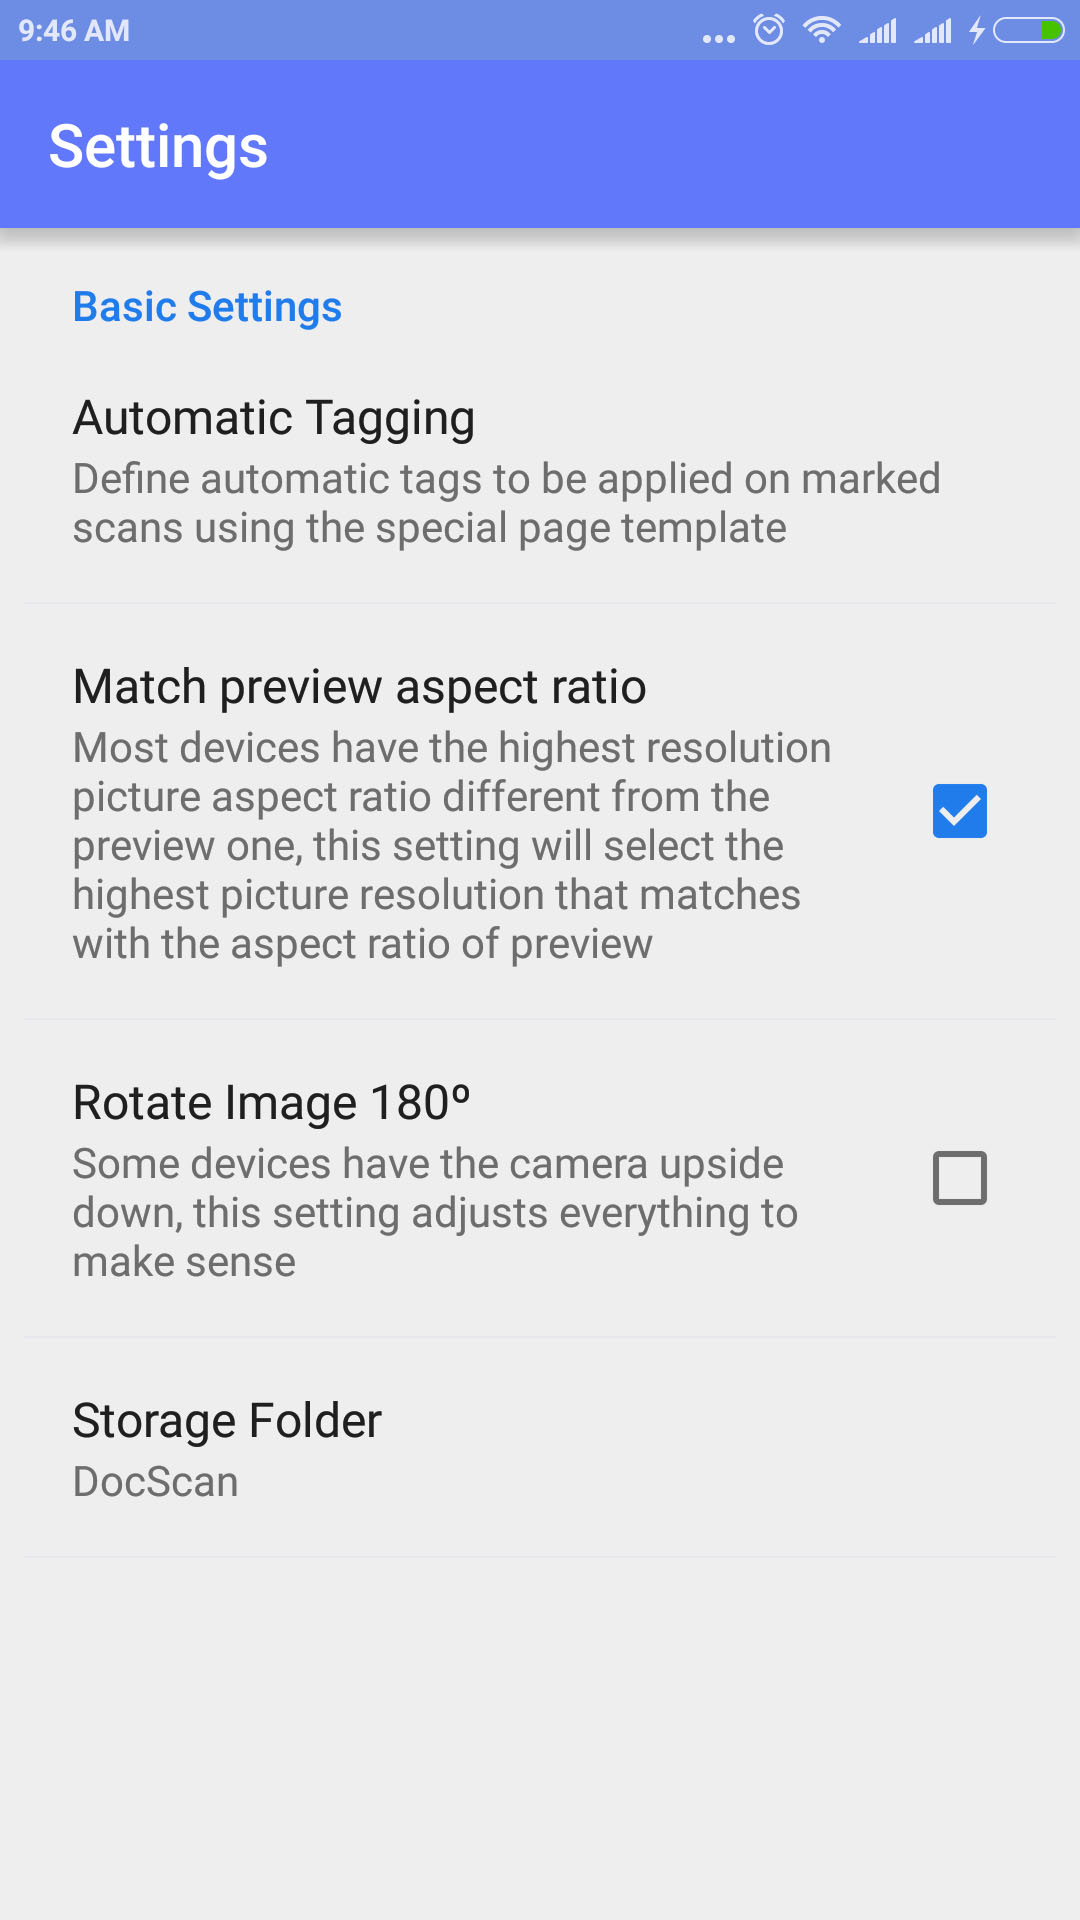 9:46 AM
Settings
Basic Settings
Automatic Tagging
Define automatic tags to be applied on marked
scans using the special page template
Match preview aspect ratio
Most devices have the highest resolution
picture aspect ratio different from the
preview one, this setting will select the
highest picture resolution that matches
with the aspect ratio of preview
Rotate Image 180º
Some devices have the camera upside
down, this setting adjusts everything to
make sense
Storage Folder
DocScan